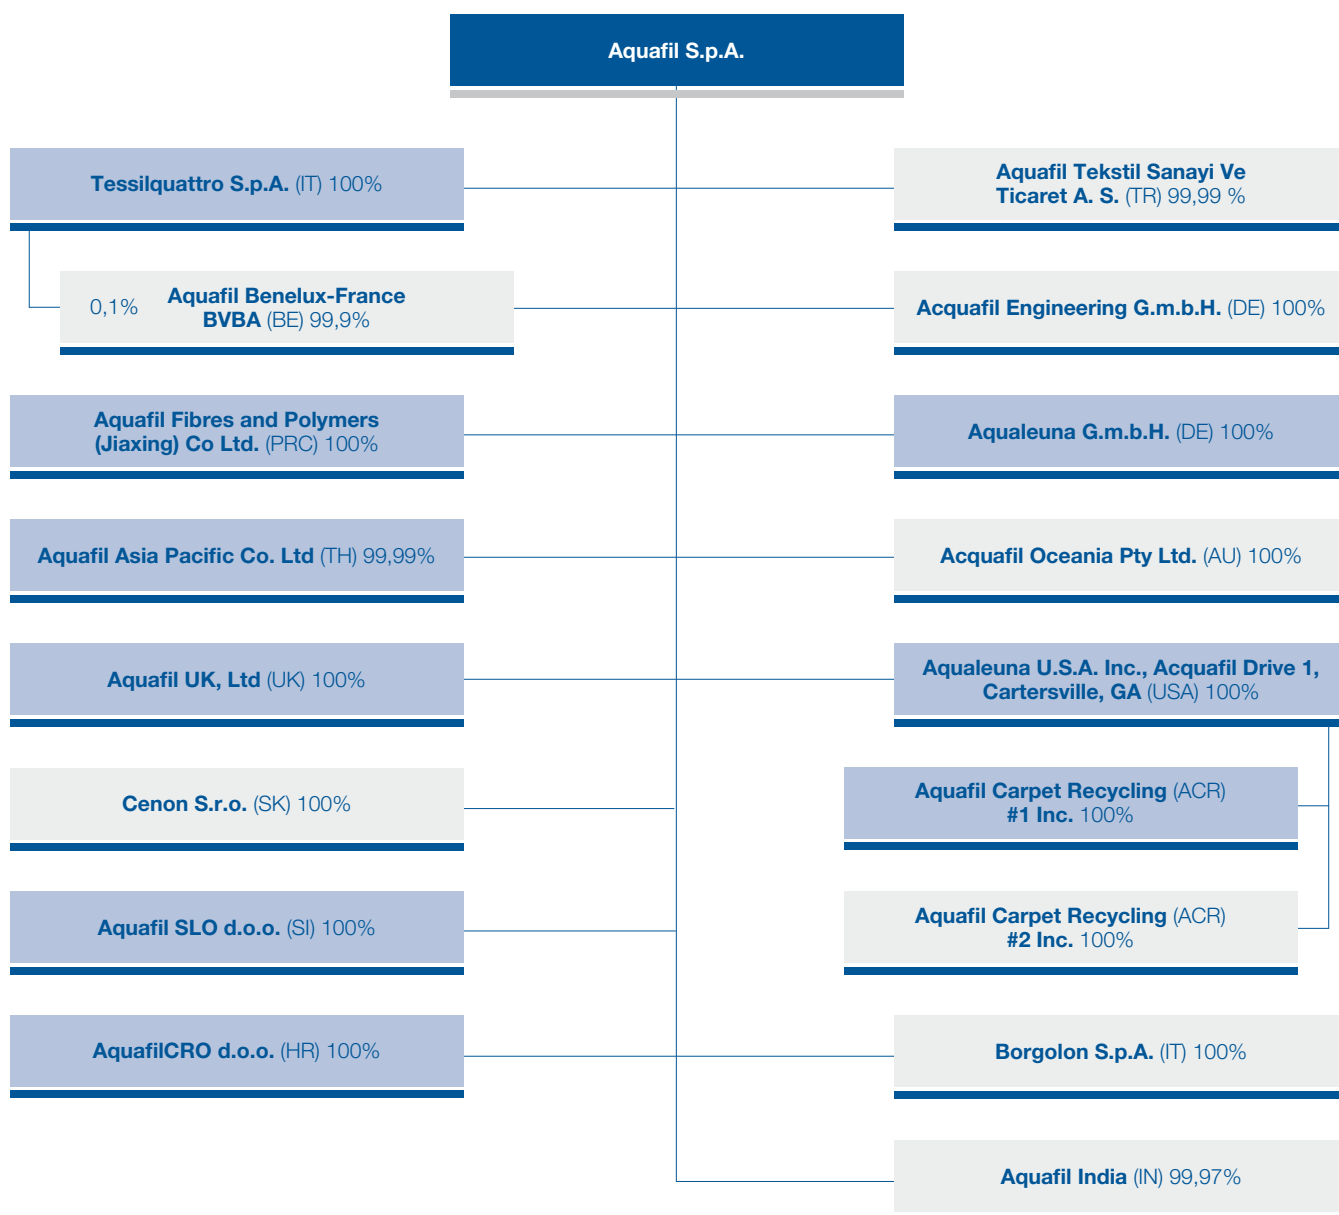 Aquafil S.p.A.
Tessilquattro S.p.A. (IT) 100%
Aquafil Tekstil Sanayi Ve
Ticaret A. S. (TR) 99,99 %
0,1%
Aquafil Benelux-France
BVBA (BE) 99,9%
Acquafil Engineering G.m.b.H. (DE) 100%
Aquafil Fibres and Polymers
(Jiaxing) Co Ltd. (PRC) 100%
Aqualeuna G.m.b.H. (DE) 100%
Aquafil Asia Pacific Co. Ltd (TH) 99,99%
Acquafil Oceania Pty Ltd. (AU) 100%
Aquafil UK, Ltd (UK) 100%
Aqualeuna U.S.A. Inc., Acquafil Drive 1,
Cartersville, GA (USA) 100%
Cenon S.r.o. (SK) 100%
Aquafil Carpet Recycling (ACR)
#1 Inc. 100%
Aquafil SLO d.o.o. (SI) 100%
Aquafil Carpet Recycling (ACR)
#2 Inc. 100%
AquafilCRO d.o.o. (HR) 100%
Borgolon S.p.A. (IT) 100%
Aquafil India (IN) 99,97%